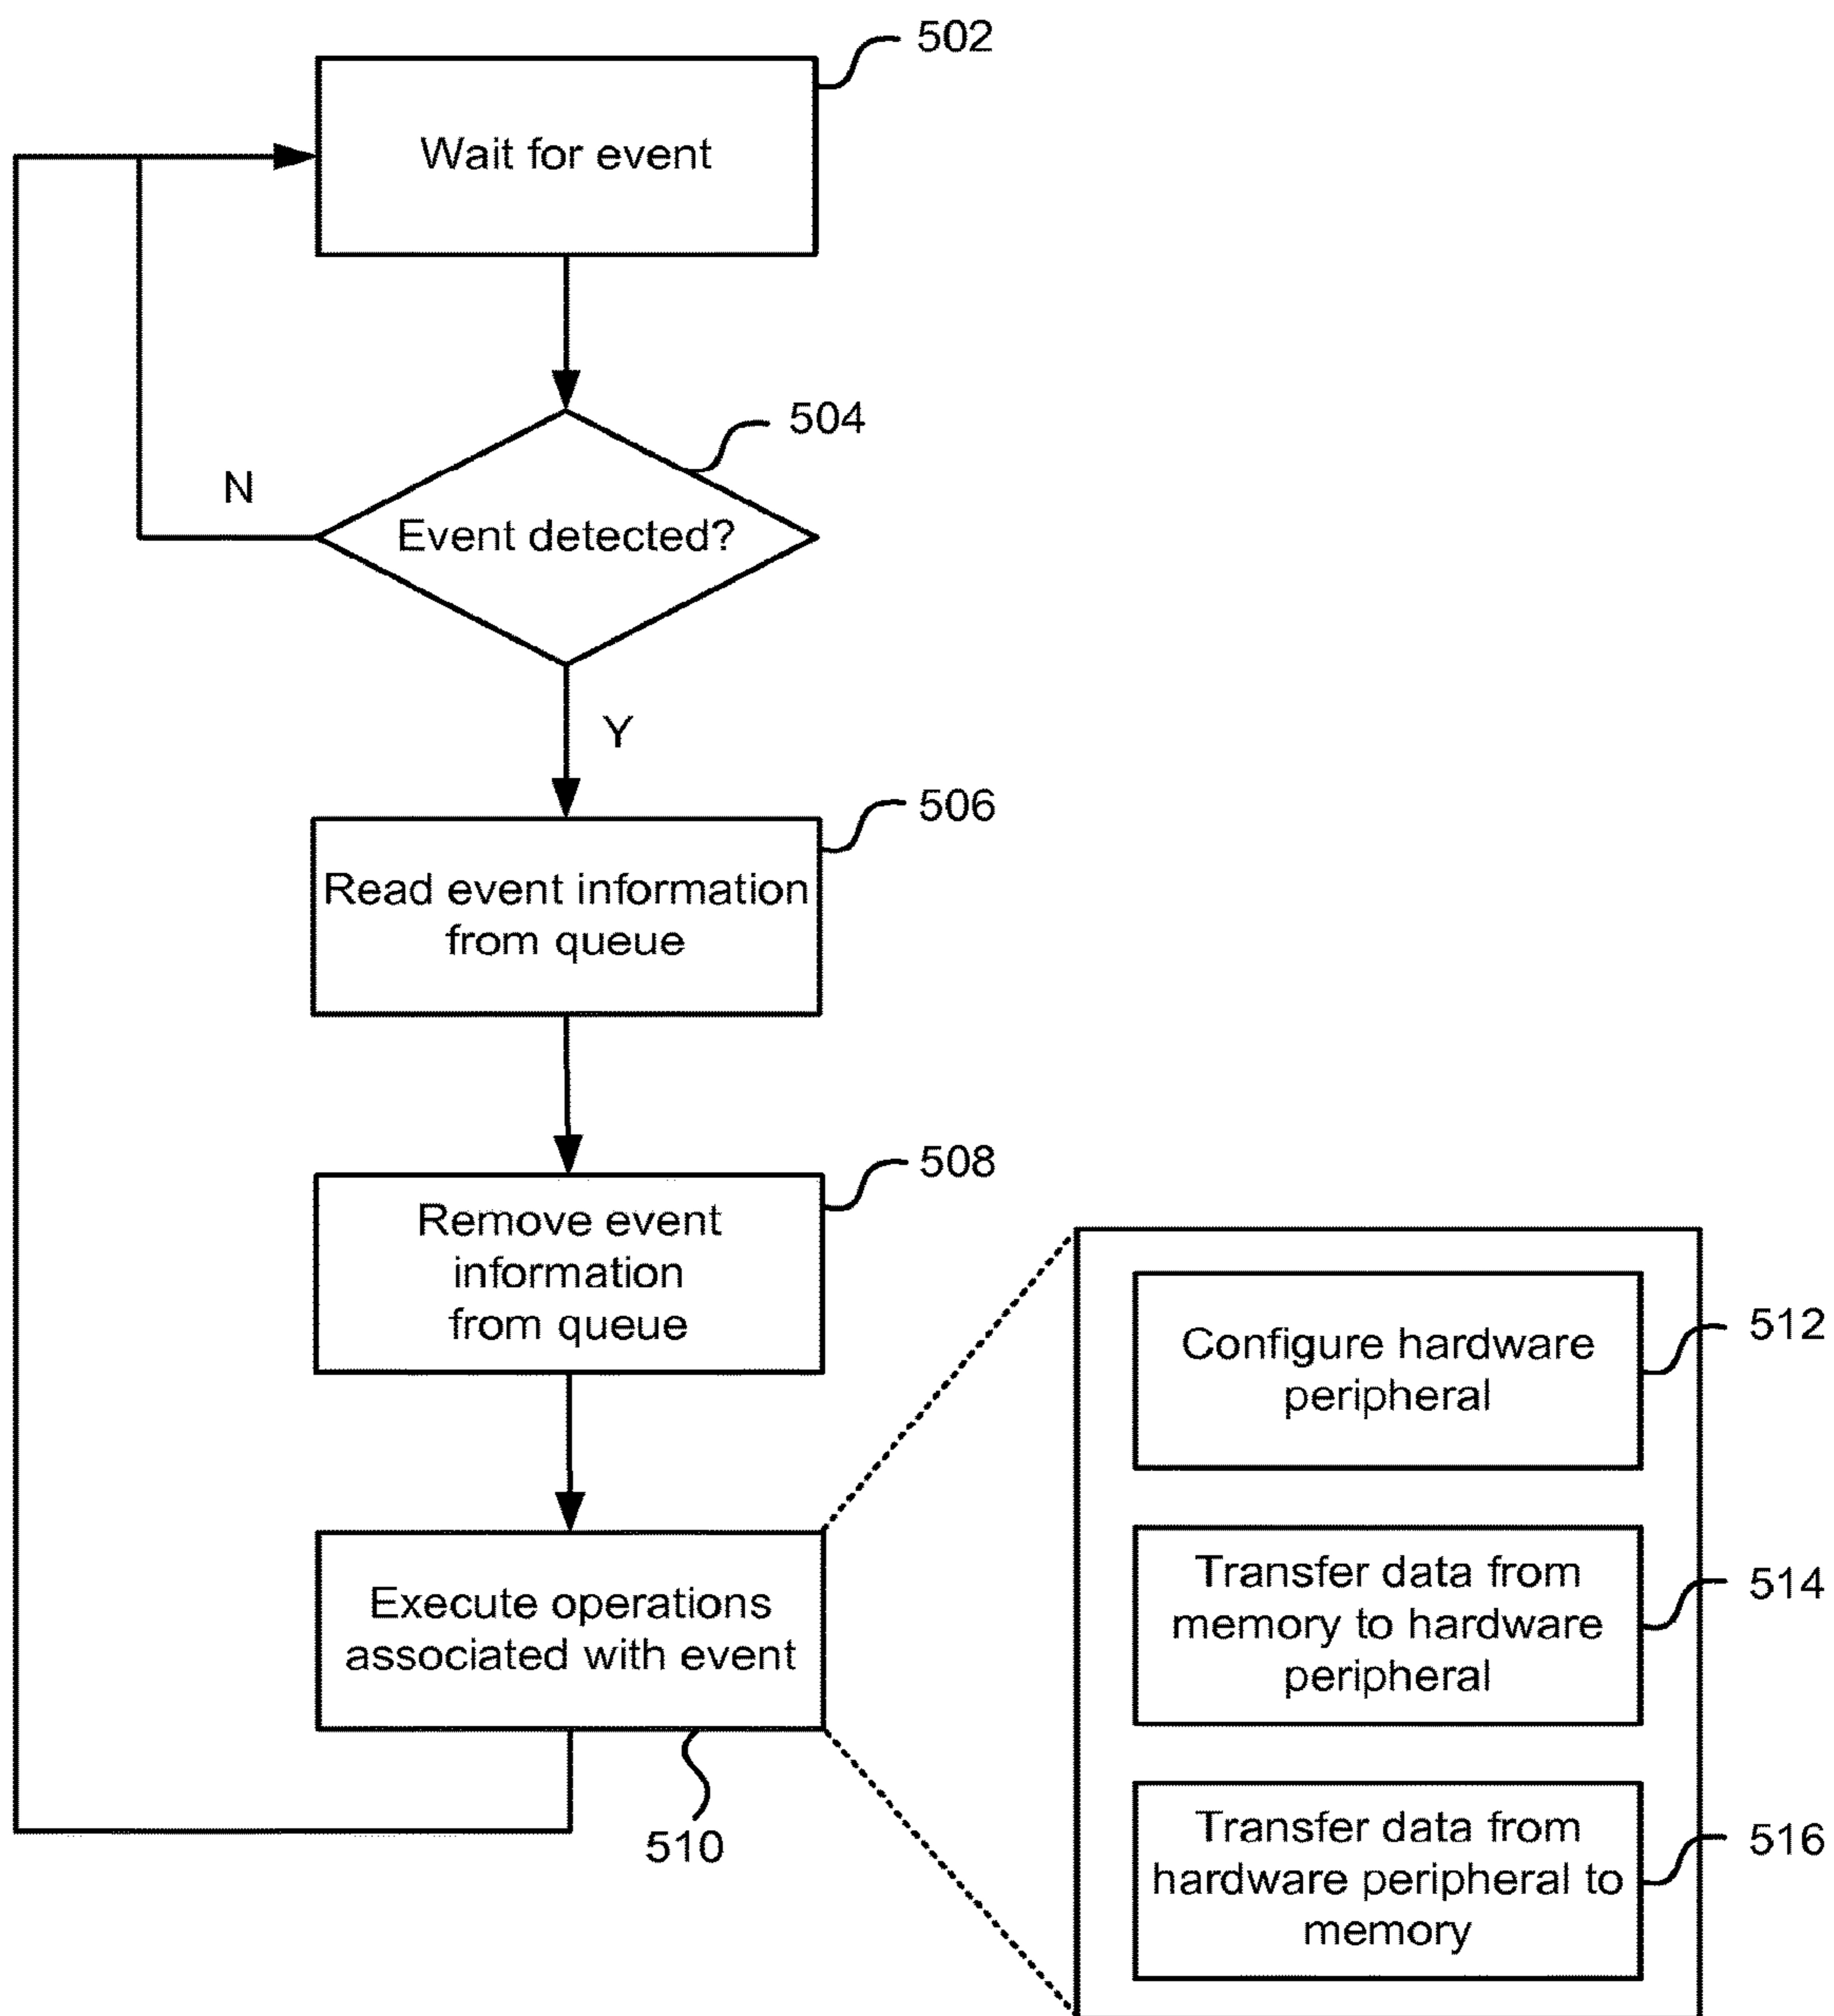 502
Wait for event
504
N
Event detected?
Y
506
Read event information
from queue
508
Remove event
information
from queue
512
Configure hardware
peripheral
Execute operations
associated with event
514
Transfer data from
memory to hardware
peripheral
510
516
Transfer data from
hardware peripheral to
memory